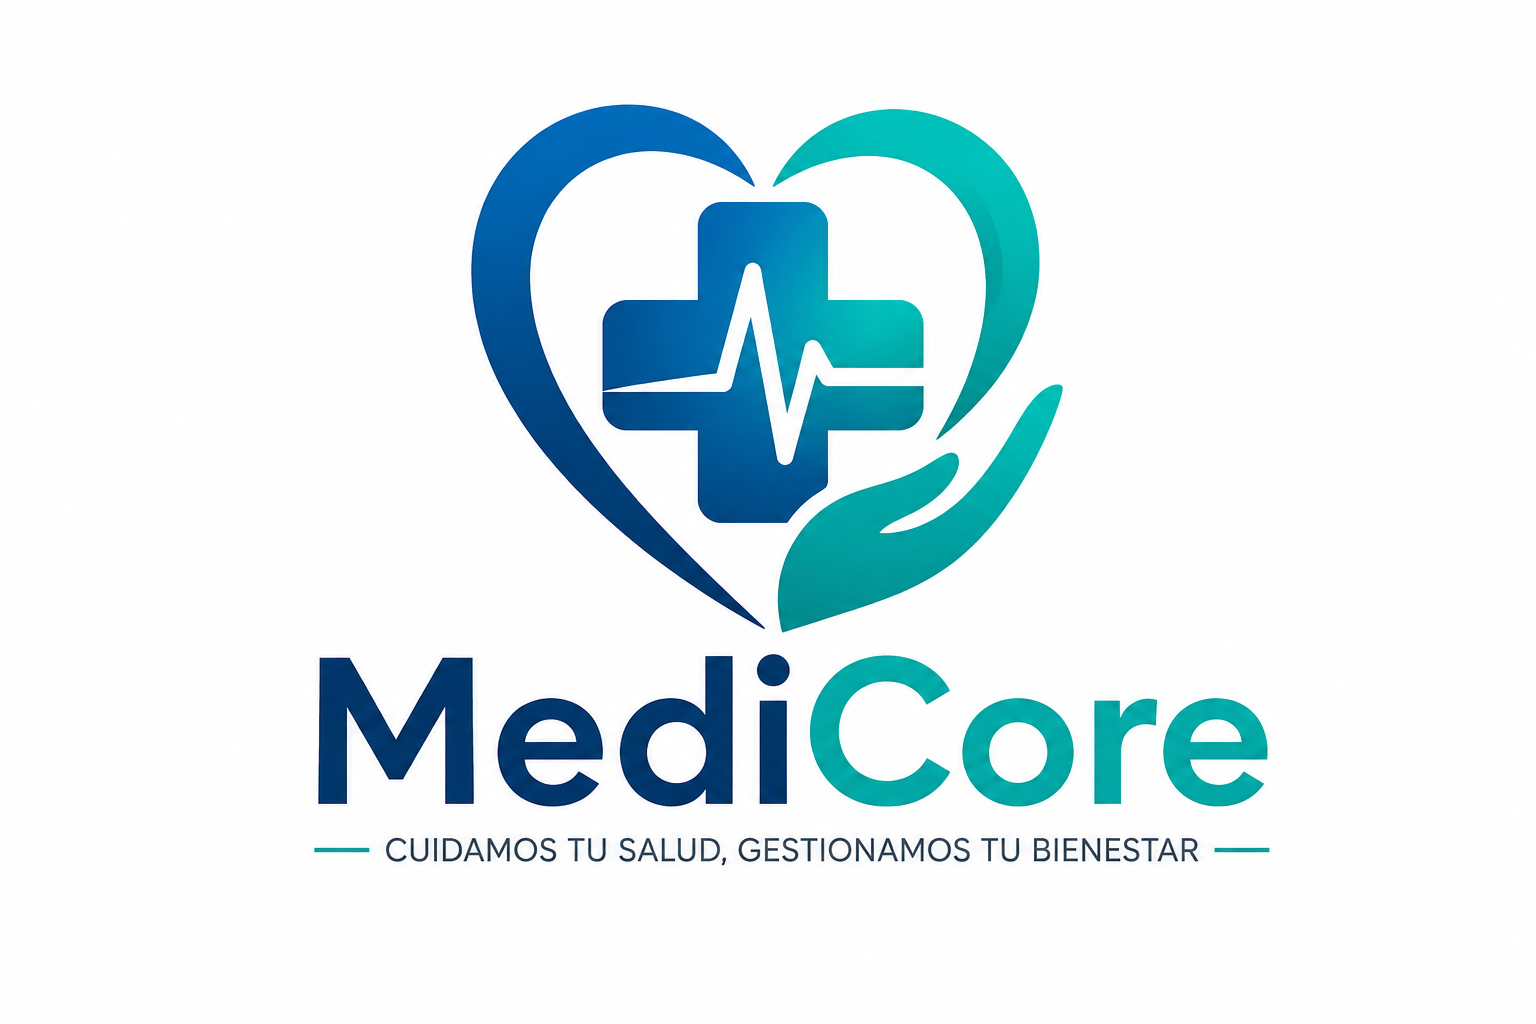 MediCore
CUIDAMOS TU SALUD, GESTIONAMOS TU BIENESTAR